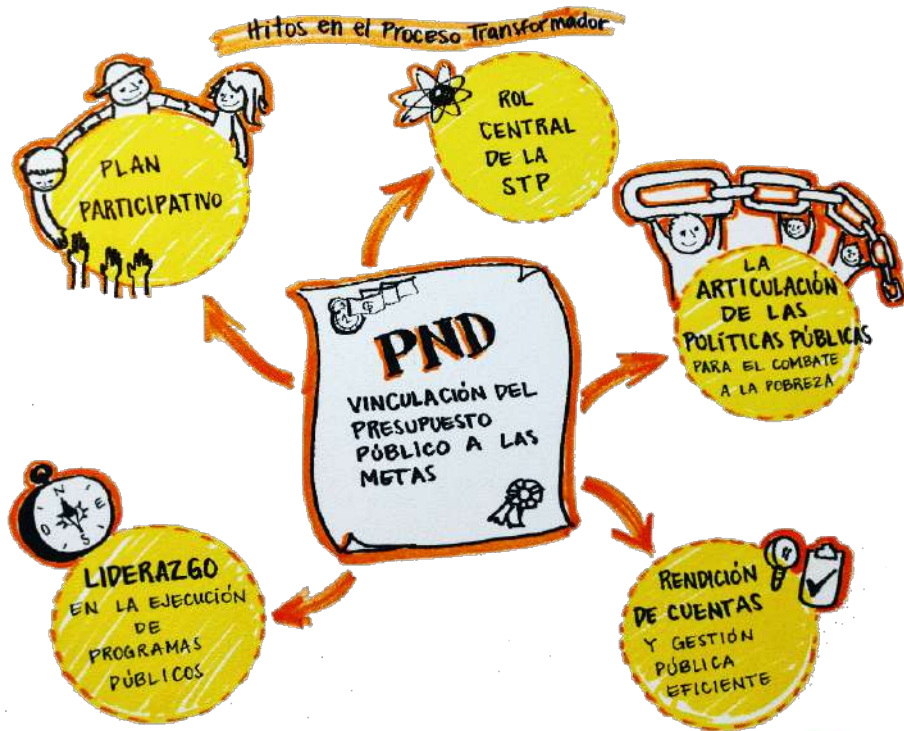 Hitos en el Proceso Transformador
PLAN
PARTICIPATIVO
ROL
CENTRAL
DE LA
STP
LA
ARTICULACIÓN
DE LAS
POLÍTICAS PÚBLICAS
PARA EL COMBATE
A LA POBREZA
PND
VINCULACIÓN DEL
PRESUPUESTO
PÚBLICO A LAS
METAS
N
E
S
O
LIDERAZGO
EN LA EJECUCIÓN
DE
PROGRAMAS
PÚBLICOS
RENDICIÓN
DE CUENTAS
Y GESTIÓN
PÚBLICA
EFICIENTE